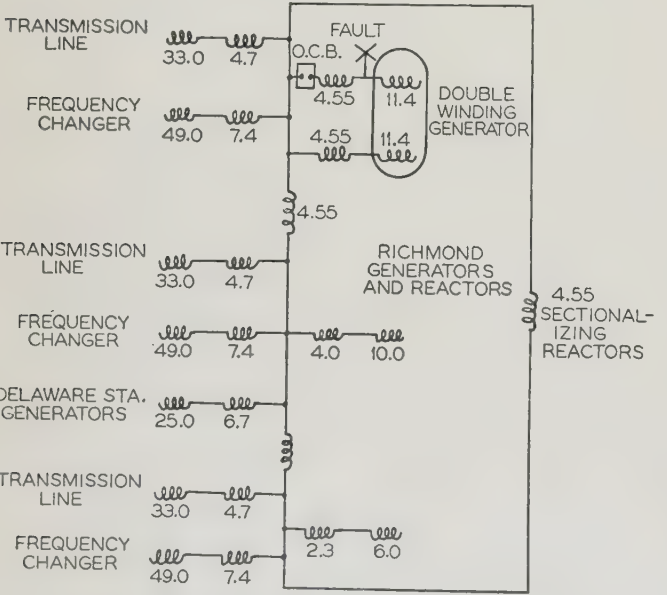 TRANSMISSION
LINE
33.0 4.7
FAULT
O.C.B.
4.55 11.4
DOUBLE
WINDING
GENERATOR
FREQUENCY
CHANGER
49.0 7.4
4.55 11.4
4.55
TRANSMISSION
LINE
33.0 4.7
RICHMOND
GENERATORS
AND REACTORS
4.55
SECTIONAL-
IZING
REACTORS
FREQUENCY
CHANGER
49.0 7.4
4.0 10.0
DELAWARE STA.
GENERATORS
25.0 6.7
TRANSMISSION
LINE
33.0 4.7
2.3 6.0
FREQUENCY
CHANGER
49.0 7.4